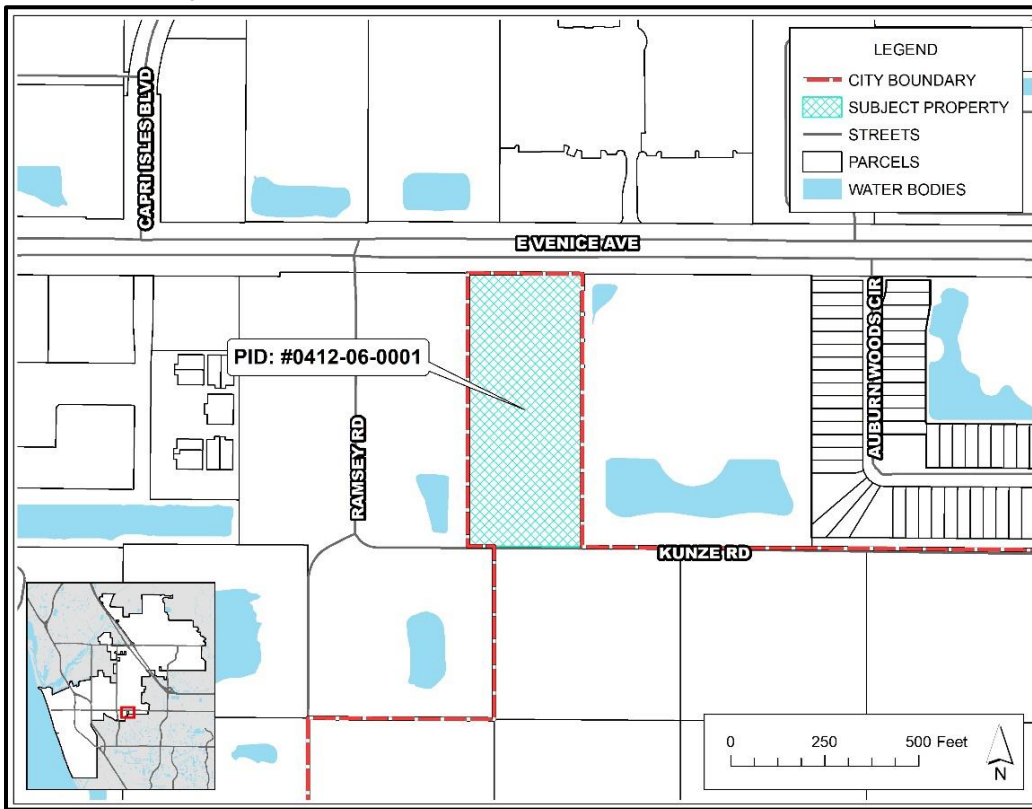 LEGEND
CITY BOUNDARY
SUBJECT PROPERTY
STREETS
PARCELS
WATER BODIES
CAPRI ISLES BLVD
E VENICE AVE
PID: #0412-06-0001
RAMSEY RD
AUBURN WOODS CIR
KUNZE RD
0 250 500 Feet
N